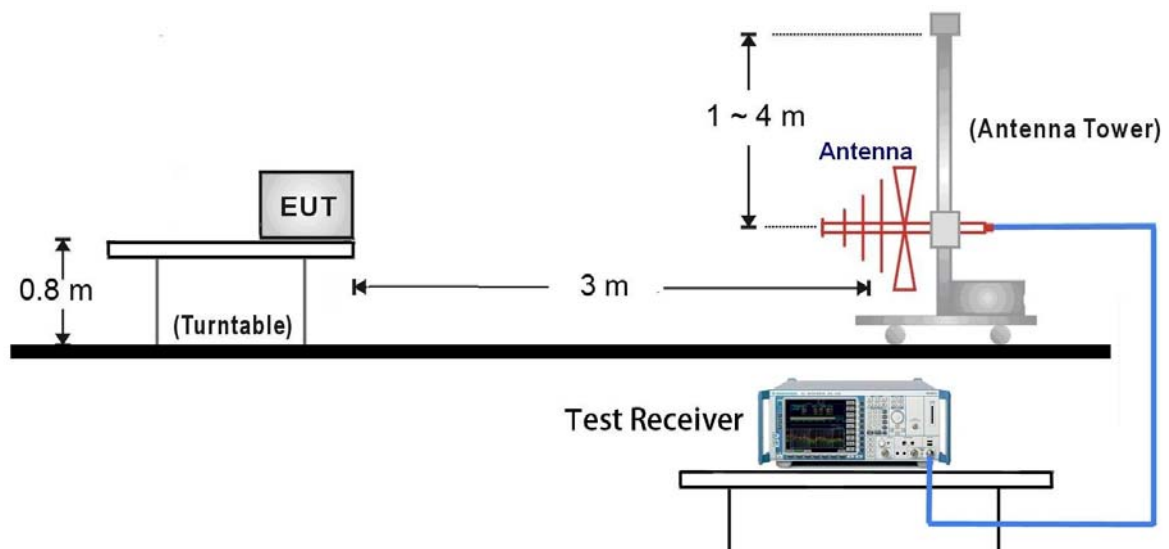 1 ~ 4 m
(Antenna Tower)
Antenna
EUT
0.8 m
3 m
(Turntable)
Test Receiver